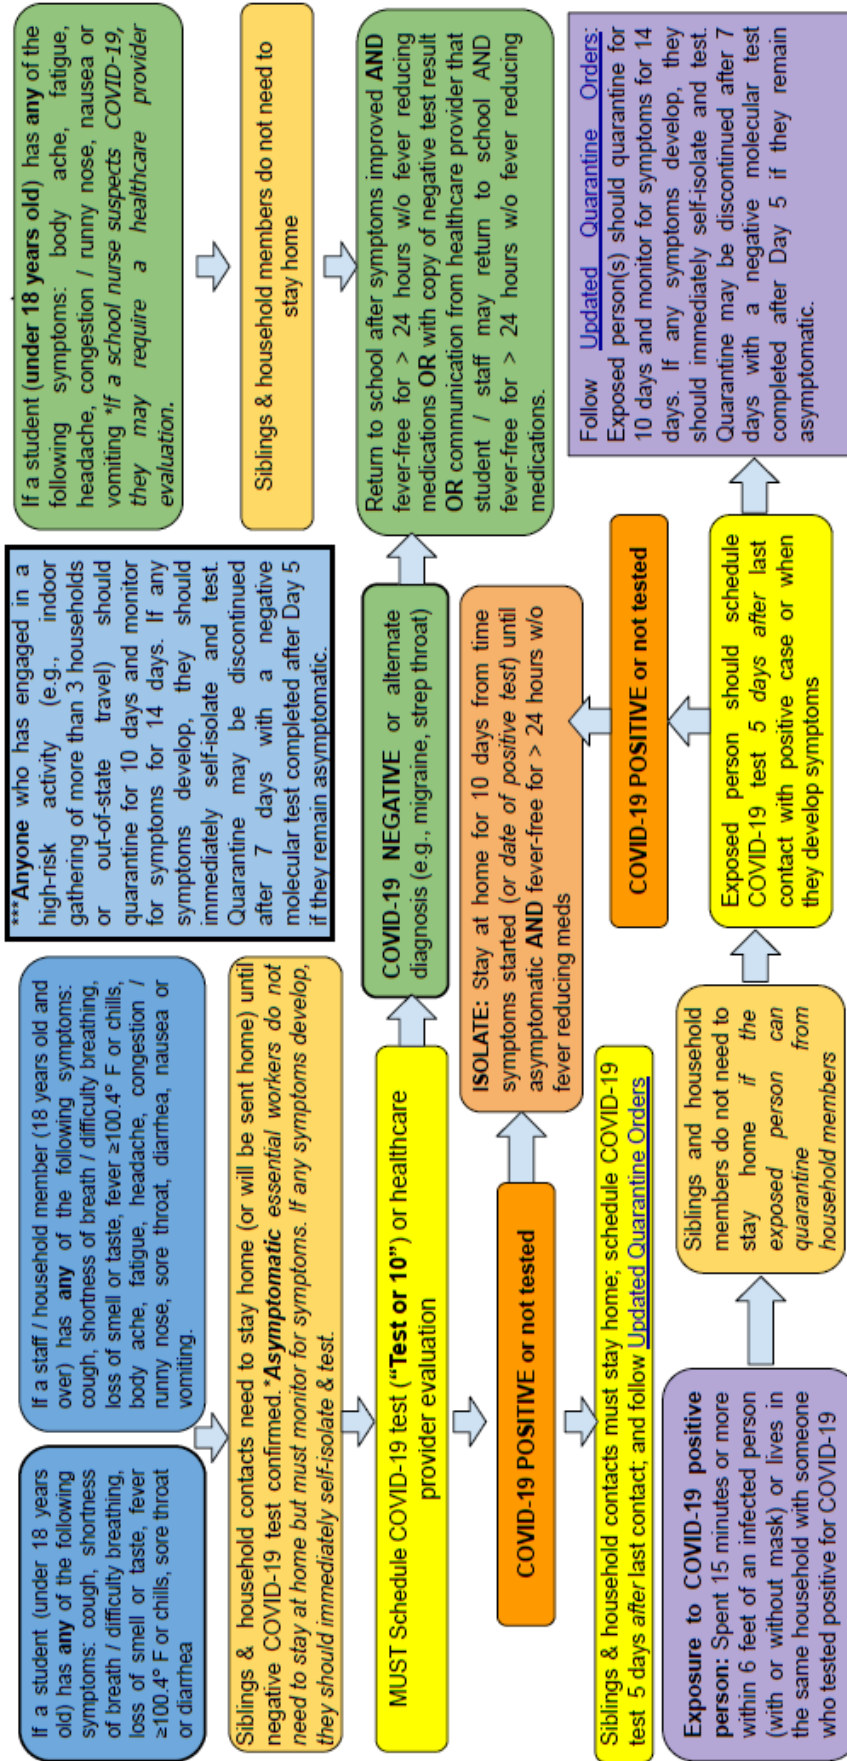 If a student (under 18 years
old) has any of the following
symptoms: cough, shortness
of breath / difficulty breathing,
loss of smell or taste, fever
≥100.4° F or chills, sore throat
or diarrhea
If a staff / household member (18 years old and
over) has any of the following symptoms:
cough, shortness of breath / difficulty breathing,
loss of smell or taste, fever ≥100.4° F or chills,
body ache, fatigue, headache, congestion /
runny nose, sore throat, diarrhea, nausea or
vomiting.
***Anyone who has engaged in a
high-risk activity (e.g., indoor
gathering of more than 3 households
or out-of-state travel) should
quarantine for 10 days and monitor
for symptoms for 14 days. If any
symptoms develop, they should
immediately self-isolate and test.
Quarantine may be discontinued
after 7 days with a negative
molecular test completed after Day 5
if they remain asymptomatic.
If a student (under 18 years old) has any of the
following symptoms: body ache, fatigue,
headache, congestion / runny nose, nausea or
vomiting *If a school nurse suspects COVID-19,
they may require a healthcare provider
evaluation.
Siblings & household contacts need to stay home (or will be sent home) until
negative COVID-19 test confirmed. *Asymptomatic essential workers do not
need to stay at home but must monitor for symptoms. If any symptoms develop,
they should immediately self-isolate & test.
Siblings & household members do not need to
stay home
MUST Schedule COVID-19 test ("Test or 10") or healthcare
provider evaluation
COVID-19 NEGATIVE or alternate
diagnosis (e.g., migraine, strep throat)
Return to school after symptoms improved AND
fever-free for > 24 hours w/o fever reducing
medications OR with copy of negative test result
OR communication from healthcare provider that
student / staff may return to school AND
fever-free for > 24 hours w/o fever reducing
medications.
COVID-19 POSITIVE or not tested
ISOLATE: Stay at home for 10 days from time
symptoms started (or date of positive test) until
asymptomatic AND fever-free for > 24 hours w/o
fever reducing meds
Siblings & household contacts must stay home; schedule COVID-19
test 5 days after last contact; and follow Updated Quarantine Orders
COVID-19 POSITIVE or not tested
Exposure to COVID-19 positive
person: Spent 15 minutes or more
within 6 feet of an infected person
(with or without mask) or lives in
the same household with someone
who tested positive for COVID-19
Siblings and household
members do not need to
stay home if the
exposed person can
quarantine from
household members
Exposed person should schedule
COVID-19 test 5 days after last
contact with positive case or when
they develop symptoms
Follow Updated Quarantine Orders:
Exposed person(s) should quarantine for
10 days and monitor for symptoms for 14
days. If any symptoms develop, they
should immediately self-isolate and test.
Quarantine may be discontinued after 7
days with a negative molecular test
completed after Day 5 if they remain
asymptomatic.